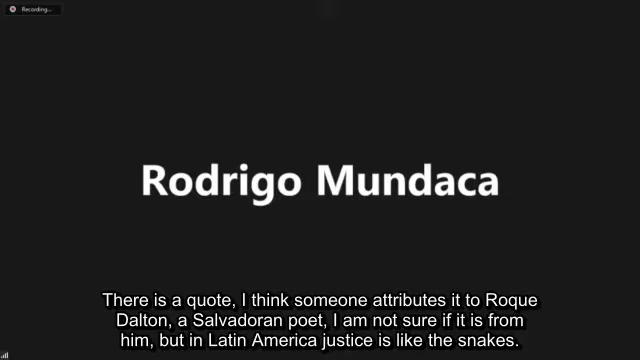 Recording...
Rodrigo Mundaca
There is a quote, I think someone attributes it to Roque
Dalton, a Salvadoran poet, I am not sure if it is from
him, but in Latin America justice is like the snakes.